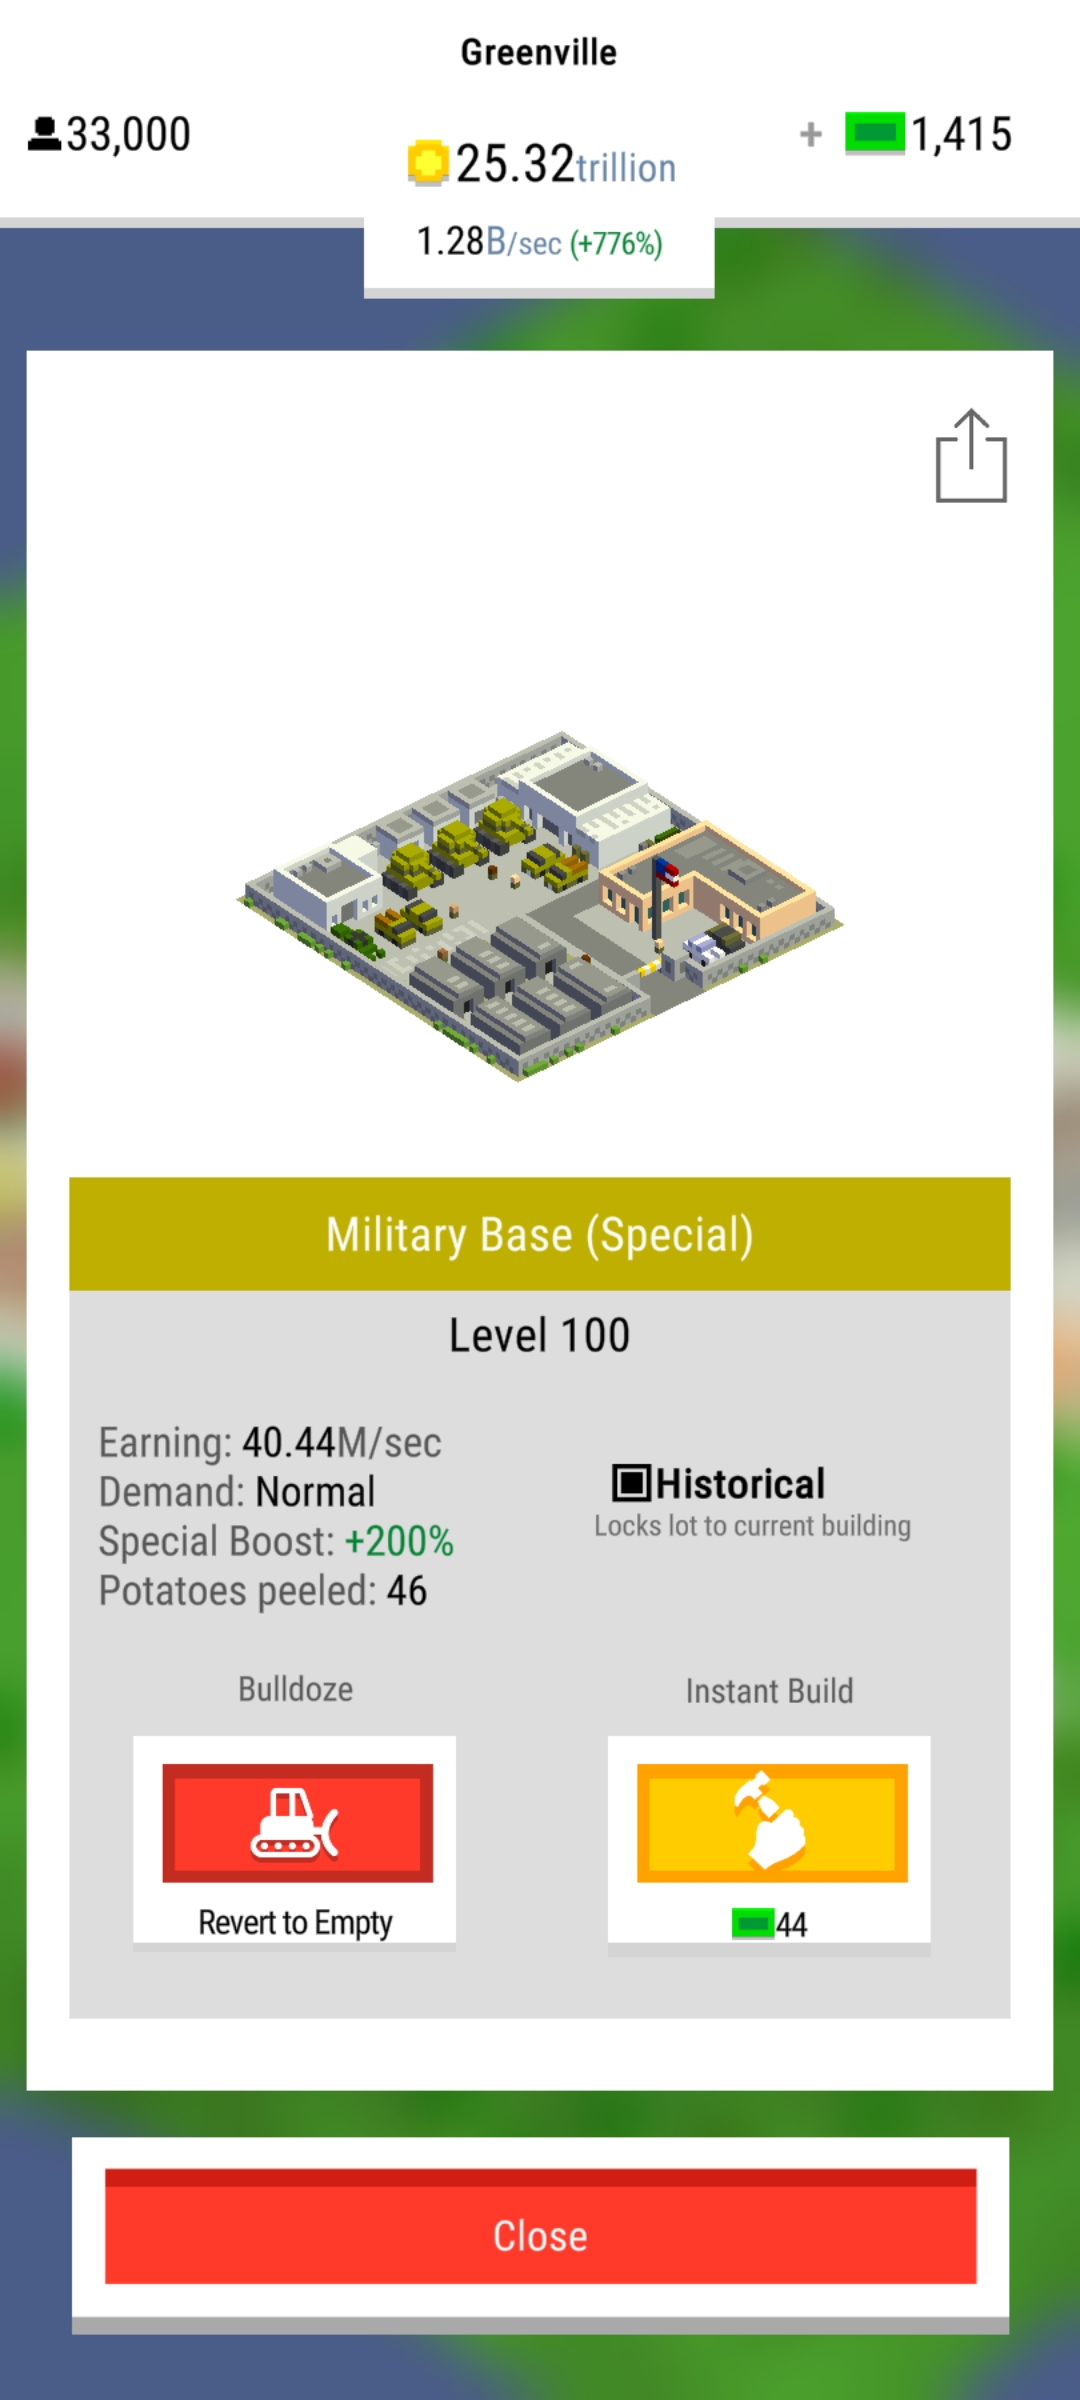 Greenville
33,000
25.32trillion
+ 1,415
1.28B/sec (+776%)
Military Base (Special)
Level 100
Earning: 40.44M/sec
Demand: Normal
Special Boost: +200%
Potatoes peeled: 46
Historical
Locks lot to current building
Bulldoze
Revert to Empty
Instant Build
44
Close